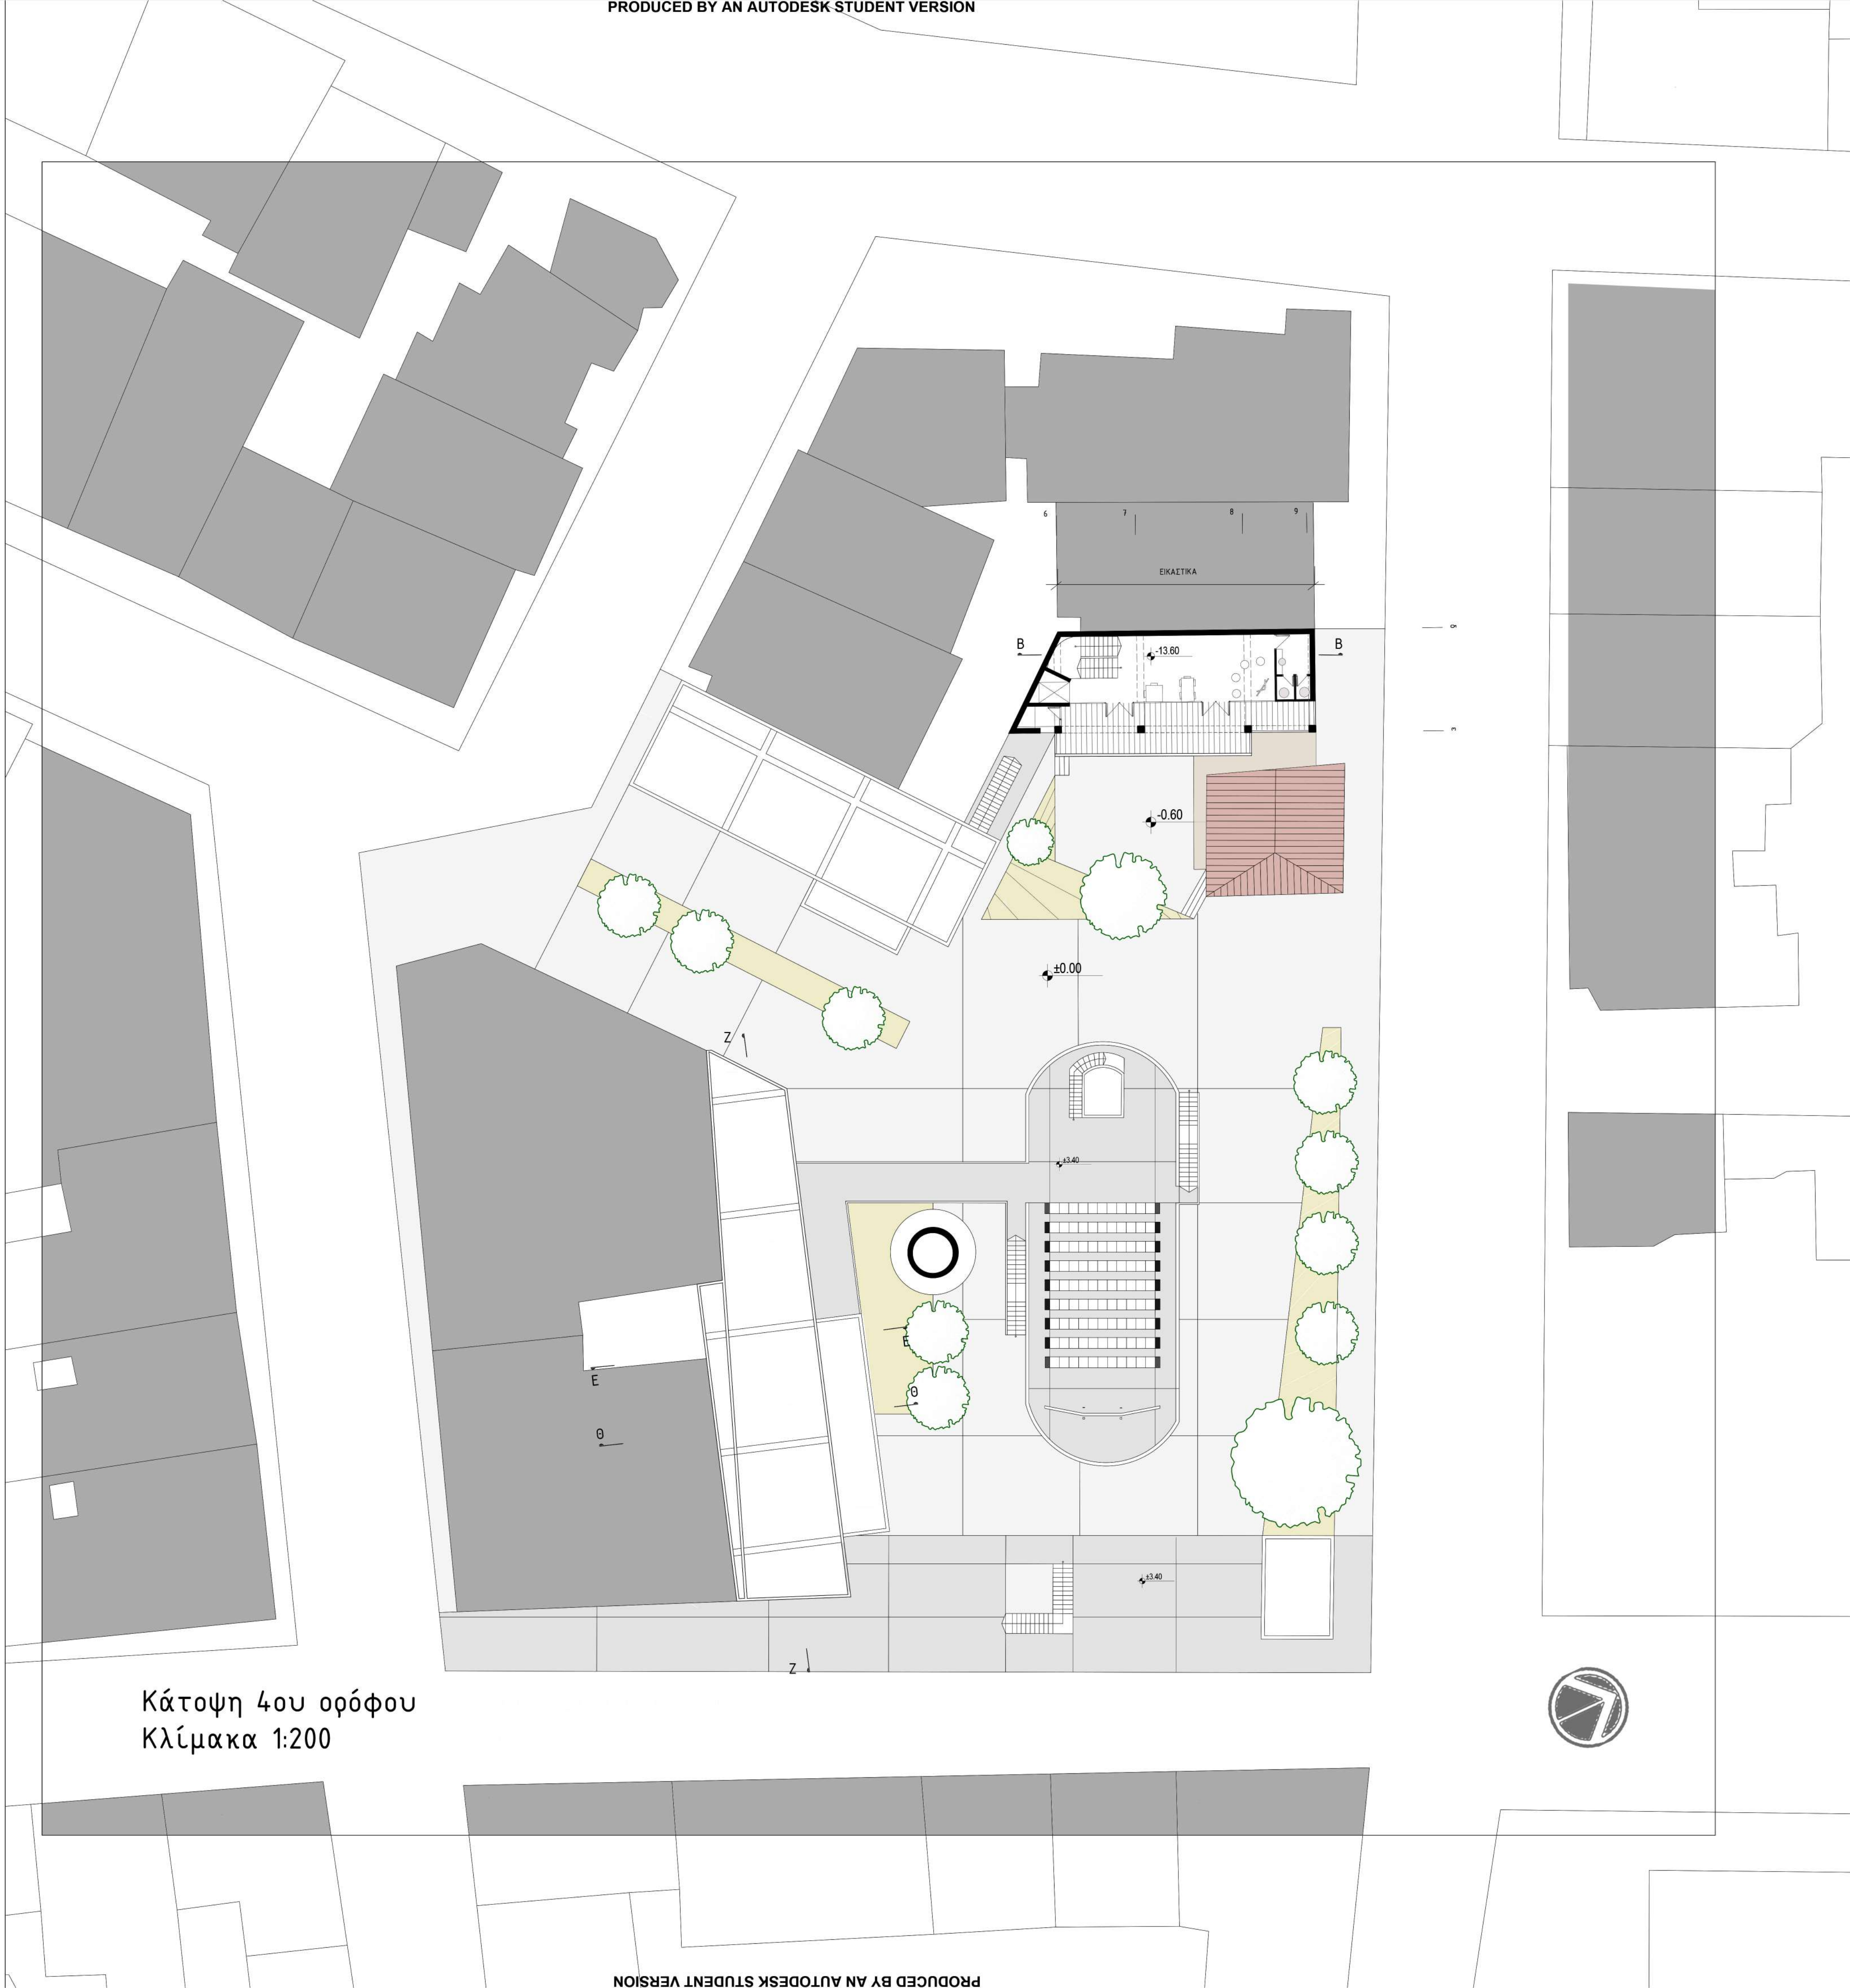 PRODUCED BY AN AUTODESK STUDENT VERSION
6 7 8 9
ΕΙΚΑΣΤΙΚΑ
B B
-13.60
-0.60
±0.00
Z
±3.40
E
E
Θ
Θ
±3.40
Z
Κάτοψη 4ου ορόφου
Κλίμακα 1:200
PRODUCED BY AN AUTODESK STUDENT VERSION